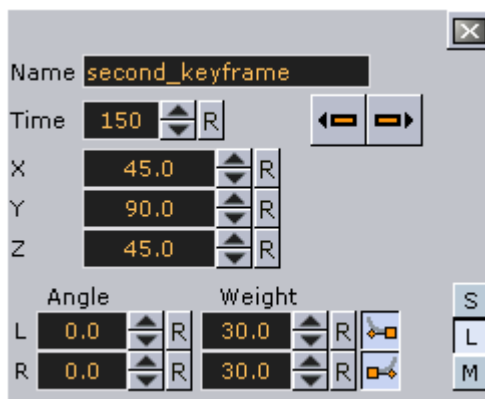 Name second_keyframe
Time 150 R
X 45.0 R
Y 90.0 R
Z 45.0 R
Angle Weight
L 0.0 R 30.0 R
R 0.0 R 30.0 R
S
L
M